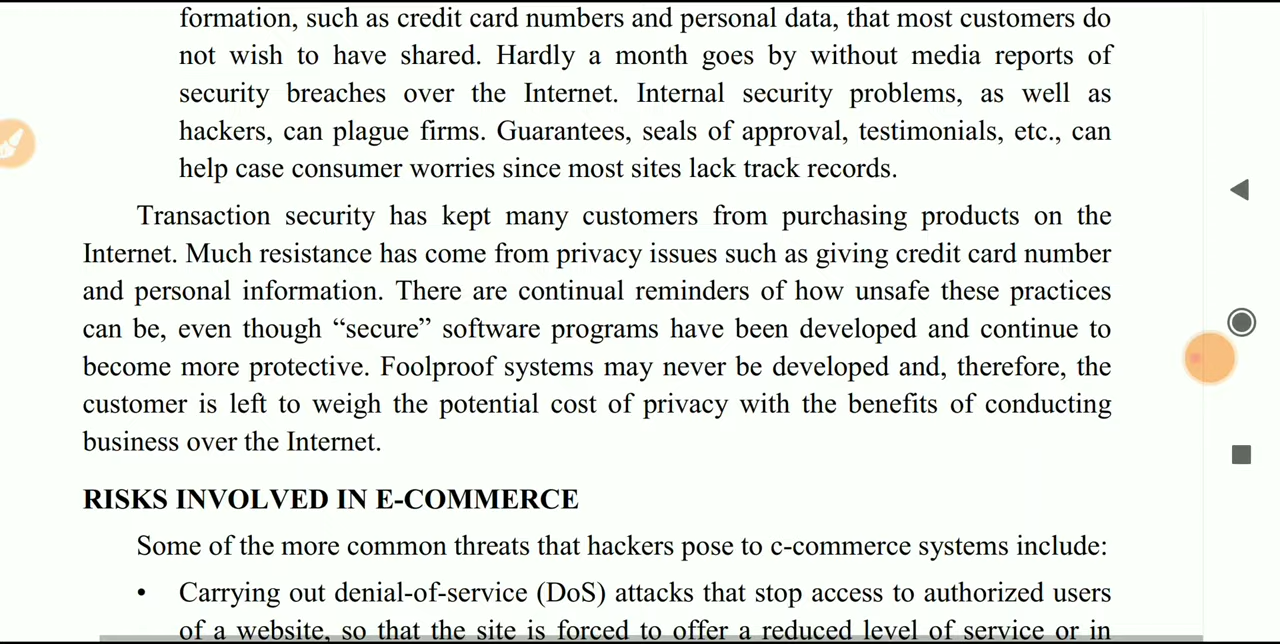 formation, such as credit card numbers and personal data, that most customers do
not wish to have shared. Hardly a month goes by without media reports of
security breaches over the Internet. Internal security problems, as well as
hackers, can plague firms. Guarantees, seals of approval, testimonials, etc., can
help case consumer worries since most sites lack track records.
Transaction security has kept many customers from purchasing products on the
Internet. Much resistance has come from privacy issues such as giving credit card number
and personal information. There are continual reminders of how unsafe these practices
can be, even though “secure” software programs have been developed and continue to
become more protective. Foolproof systems may never be developed and, therefore, the
customer is left to weigh the potential cost of privacy with the benefits of conducting
business over the Internet.
RISKS INVOLVED IN E-COMMERCE
Some of the more common threats that hackers pose to c-commerce systems include:
• Carrying out denial-of-service (DoS) attacks that stop access to authorized users
of a website, so that the site is forced to offer a reduced level of service or in